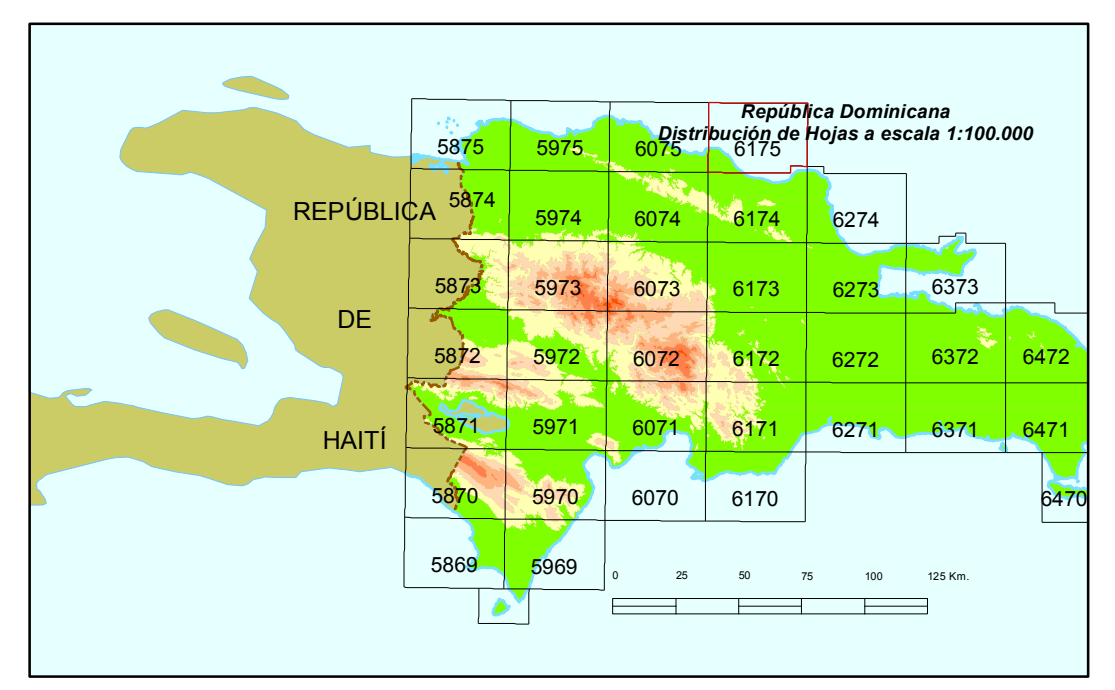 República Dominicana
Distribución de Hojas a escala 1:100.000
5875 5975 6075 6175
5874 5974 6074 6174 6274
REPÚBLICA
5873 5973 6073 6173 6273 6373
DE
5872 5972 6072 6172 6272 6372 6472
HAITÍ
5871 5971 6071 6171 6271 6371 6471
5870 5970 6070 6170 6470
5869 5969
0 25 50 75 100 125 Km.